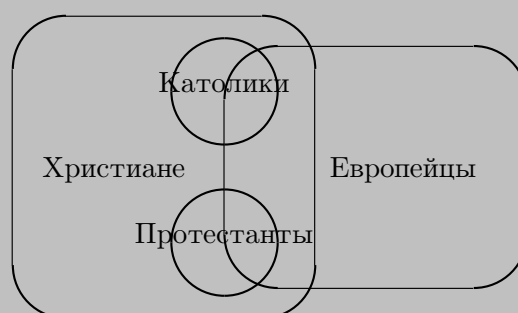 Католики
Христиане
Европейцы
Протестанты